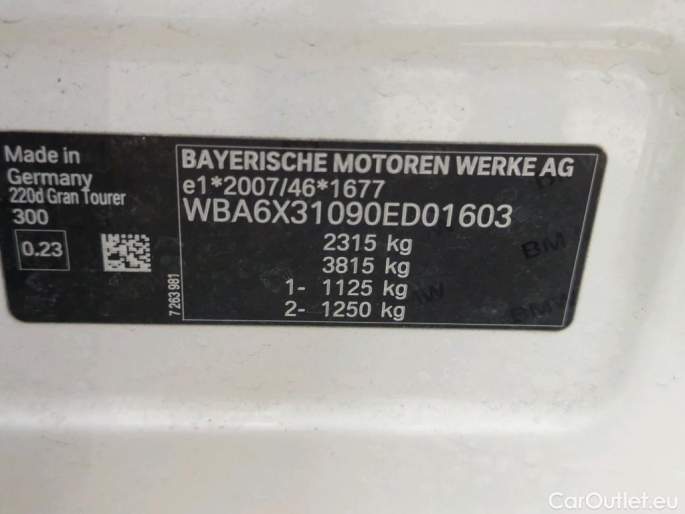 Made in
Germany
220d Gran Tourer
300
0.23
7 263 981
BAYERISCHE MOTOREN WERKE AG
e1*2007/46*1677
WBA6X31090ED01603
2315 kg
3815 kg
1- 1125 kg
2- 1250 kg
BMW
CarOutlet.eu